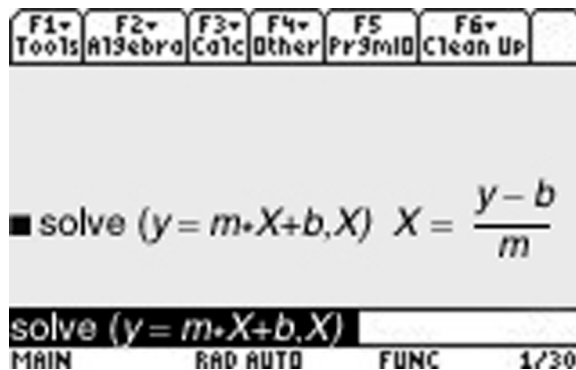 F1▾ F2▾ F3▾ F4▾ F5 F6▾
Tools Algebra Calc Other PrgmIO Clean Up
■ solve (y = m•X+b,X) X = (y – b)/m
solve (y = m•X+b,X)
MAIN RAD AUTO FUNC 1/30